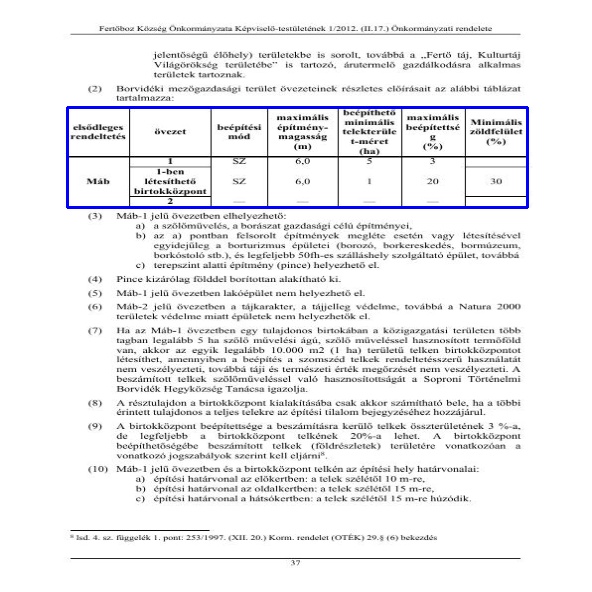 Fertőboz Község Önkormányzata Képviselő-testületének 1/2012. (II.17.) Önkormányzati rendelete
jelentőségű élőhely) területekbe is sorolt, továbbá a „Fertő táj, Kulturtáj
Világörökség területébe” is tartozó, árutermelő gazdálkodásra alkalmas
területek tartoznak.
(2) Borvidéki mezőgazdasági terület övezeteinek részletes előírásait az alábbi táblázat
tartalmazza:
elsődleges rendeltetés övezet beépítési mód maximális építmény-magasság (m) beépíthető minimális telekterület-méret (ha) maximális beépítettség (%) Minimális zöldfelület (%)
1 SZ 6,0 5 3
Máb 1-ben létesíthető birtokközpont SZ 6,0 1 20 30
2 — — — —
(3) Máb-1 jelű övezetben elhelyezhető:
a) a szőlőművelés, a borászat gazdasági célú építményei,
b) az a) pontban felsorolt építmények megléte esetén vagy létesítésével
egyidejűleg a borturizmus épületei (borozó, borkereskedés, bormúzeum,
borkóstoló stb.), és legfeljebb 50fh-es szálláshely szolgáltató épület, továbbá
c) terepszint alatti építmény (pince) helyezhető el.
(4) Pince kizárólag földdel borítottan alakítható ki.
(5) Máb-1 jelű övezetben lakóépület nem helyezhető el.
(6) Máb-2 jelű övezetben a tájkarakter, a tájjelleg védelme, továbbá a Natura 2000
területek védelme miatt épületek nem helyezhetők el.
(7) Ha az Máb-1 övezetben egy tulajdonos birtokában a közigazgatási területen több
tagban legalább 5 ha szőlő művelési ágú, szőlő műveléssel hasznosított termőföld
van, akkor az egyik legalább 10.000 m2 (1 ha) területű telken birtokközpontot
létesíthet, amennyiben a beépítés a szomszéd telkek rendeltetésszerű használatát
nem veszélyezteti, továbbá táji és természeti érték megőrzését nem veszélyezteti. A
beszámított telkek szőlőműveléssel való hasznosítottságát a Soproni Történelmi
Borvidék Hegyközség Tanácsa igazolja.
(8) A résztulajdon a birtokközpont kialakításába csak akkor számítható bele, ha a többi
érintett tulajdonos a teljes telekre az építési tilalom bejegyzéséhez hozzájárul.
(9) A birtokközpont beépítettsége a beszámításra kerülő telkek összterületének 3 %-a,
de legfeljebb a birtokközpont telkének 20%-a lehet. A birtokközpont
beépíthetőségébe beszámított telkek (földrészletek) területére vonatkozóan a
vonatkozó jogszabályok szerint kell eljárni⁸.
(10) Máb-1 jelű övezetben és a birtokközpont telkén az építési hely határvonalai:
a) építési határvonal az előkertben: a telek szélétől 10 m-re,
b) építési határvonal az oldalkertben: a telek szélétől 15 m-re,
c) építési határvonal a hátsókertben: a telek szélétől 15 m-re húzódik.
⁸ lsd. 4. sz. függelék 1. pont: 253/1997. (XII. 20.) Korm. rendelet (OTÉK) 29.§ (6) bekezdés
37